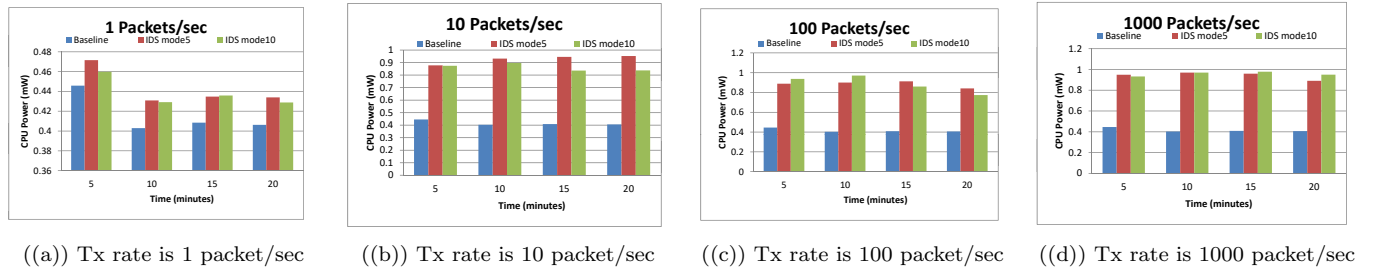 1 Packets/sec
Baseline IDS mode5 IDS mode10
CPU Power (mW)
0.48
0.46
0.44
0.42
0.4
0.38
0.36
5 10 15 20
Time (minutes)
((a)) Tx rate is 1 packet/sec
10 Packets/sec
Baseline IDS mode5 IDS mode10
CPU Power (mW)
1
0.9
0.8
0.7
0.6
0.5
0.4
0.3
0.2
0.1
0
5 10 15 20
Time (minutes)
((b)) Tx rate is 10 packet/sec
100 Packets/sec
Baseline IDS mode5 IDS mode10
CPU Power (mW)
1.2
1
0.8
0.6
0.4
0.2
0
5 10 15 20
Time (minutes)
((c)) Tx rate is 100 packet/sec
1000 Packets/sec
Baseline IDS mode5 IDS mode10
CPU Power (mW)
1.2
1
0.8
0.6
0.4
0.2
0
5 10 15 20
Time (minutes)
((d)) Tx rate is 1000 packet/sec